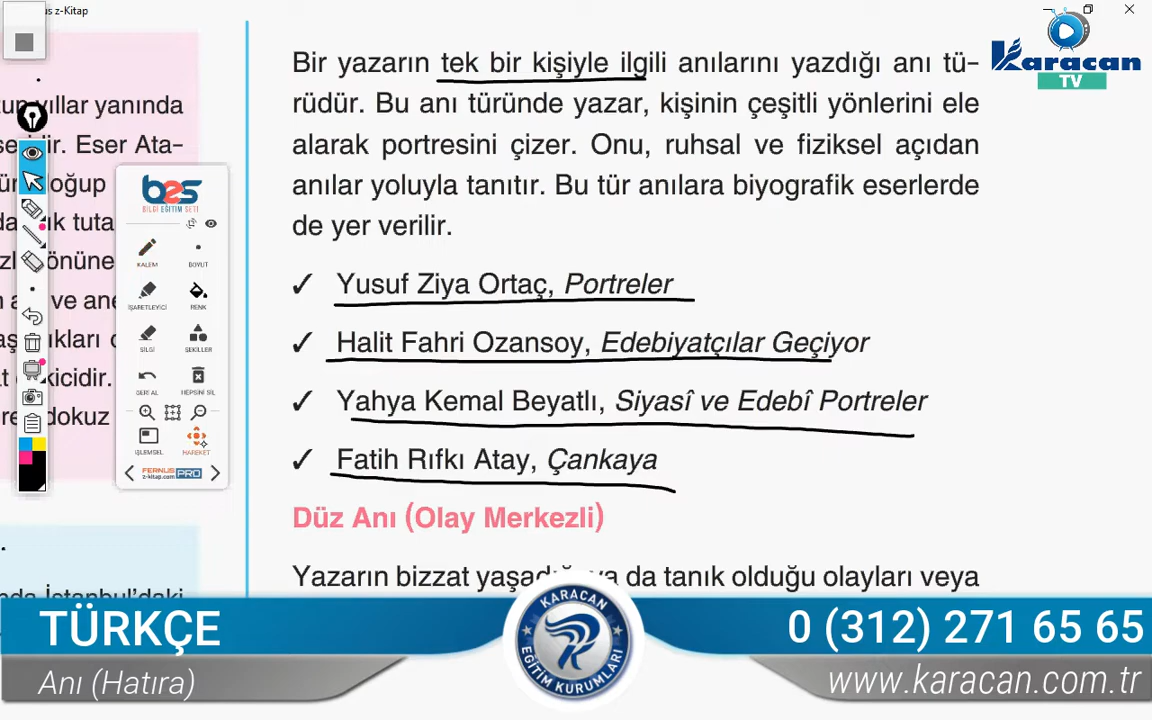 us z-Kitap
Karacan
TV
Bir yazarın tek bir kişiyle ilgili anılarını yazdığı anı tü-
rüdür. Bu anı türünde yazar, kişinin çeşitli yönlerini ele
alarak portresini çizer. Onu, ruhsal ve fiziksel açıdan
anılar yoluyla tanıtır. Bu tür anılara biyografik eserlerde
de yer verilir.
✓ Yusuf Ziya Ortaç, Portreler
✓ Halit Fahri Ozansoy, Edebiyatçılar Geçiyor
✓ Yahya Kemal Beyatlı, Siyasî ve Edebî Portreler
✓ Fatih Rıfkı Atay, Çankaya
Düz Anı (Olay Merkezli)
Yazarın bizzat yaşadığı ya da tanık olduğu olayları veya
yıllar yanında
Eser Ata-
ve
dokuz
İstanbul'daki
b2s
BİLGİ EĞİTİM SETİ
KALEM
BOYUT
İŞARETLEYİCİ
RENK
SİLGİ
ŞEKİLLER
GERİ AL
HEPSİNİ SİL
İŞLEMSEL
HAREKET
FERNUS PRO
z-kitap.com
TÜRKÇE
Anı (Hatıra)
KARACAN
EĞİTİM KURUMLARI
0 (312) 271 65 65
www.karacan.com.tr